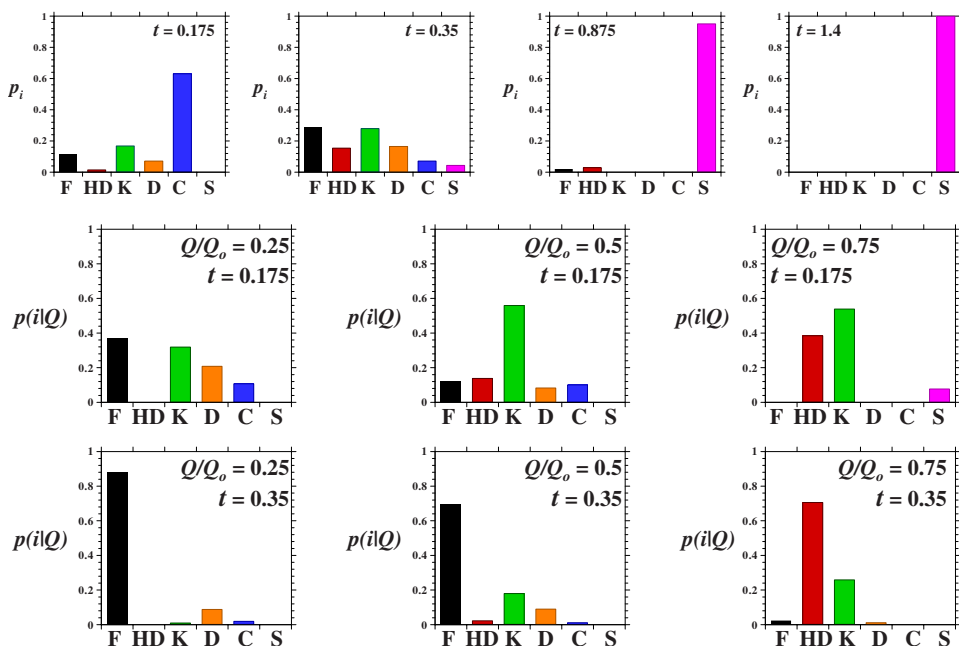 t = 0.175
1
0.8
0.6
0.4
0.2
0
p_i
F HD K D C S
t = 0.35
1
0.8
0.6
0.4
0.2
0
p_i
F HD K D C S
t = 0.875
1
0.8
0.6
0.4
0.2
0
p_i
F HD K D C S
t = 1.4
1
0.8
0.6
0.4
0.2
0
p_i
F HD K D C S
Q/Q_o = 0.25
t = 0.175
1
0.8
0.6
0.4
0.2
0
p(i|Q)
F HD K D C S
Q/Q_o = 0.5
t = 0.175
1
0.8
0.6
0.4
0.2
0
p(i|Q)
F HD K D C S
Q/Q_o = 0.75
t = 0.175
1
0.8
0.6
0.4
0.2
0
p(i|Q)
F HD K D C S
Q/Q_o = 0.25
t = 0.35
1
0.8
0.6
0.4
0.2
0
p(i|Q)
F HD K D C S
Q/Q_o = 0.5
t = 0.35
1
0.8
0.6
0.4
0.2
0
p(i|Q)
F HD K D C S
Q/Q_o = 0.75
t = 0.35
1
0.8
0.6
0.4
0.2
0
p(i|Q)
F HD K D C S